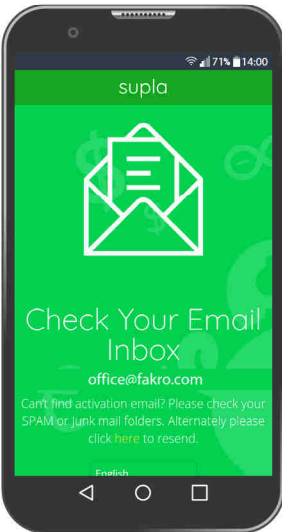 71% 14:00
supla
Check Your Email
Inbox
office@fakro.com
Can't find activation email? Please check your
SPAM or Junk mail folders. Alternately please
click here to resend.
English